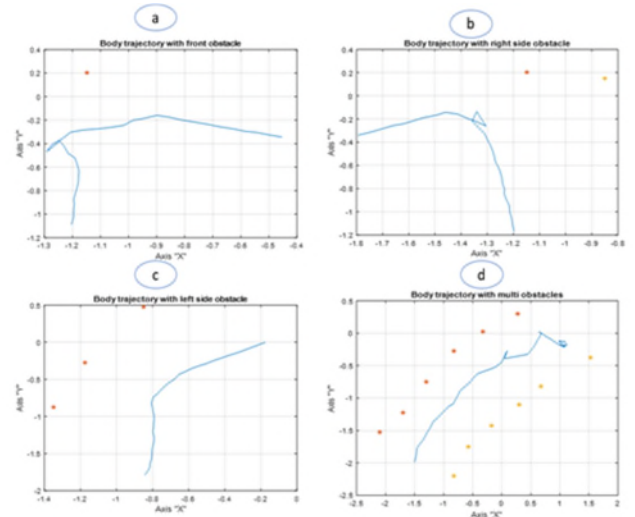 a
Body trajectory with front obstacle
0.4
0.2
0
-0.2
-0.4
-0.6
-0.8
-1
-1.2
Axis "Y"
-1.3 -1.2 -1.1 -1 -0.9 -0.8 -0.7 -0.6 -0.5 -0.4
Axis "X"
b
Body trajectory with right side obstacle
0.4
0.2
0
-0.2
-0.4
-0.6
-0.8
-1
-1.2
Axis "Y"
-1.8 -1.7 -1.6 -1.5 -1.4 -1.3 -1.2 -1.1 -1 -0.9 -0.8
Axis "X"
c
Body trajectory with left side obstacle
0.5
0
-0.5
-1
-1.5
-2
Axis "Y"
-1.4 -1.2 -1 -0.8 -0.6 -0.4 -0.2 0
Axis "X"
d
Body trajectory with multi obstacles
0.5
0
-0.5
-1
-1.5
-2
-2.5
Axis "Y"
-2.5 -2 -1.5 -1 -0.5 0 0.5 1 1.5 2
Axis "X"